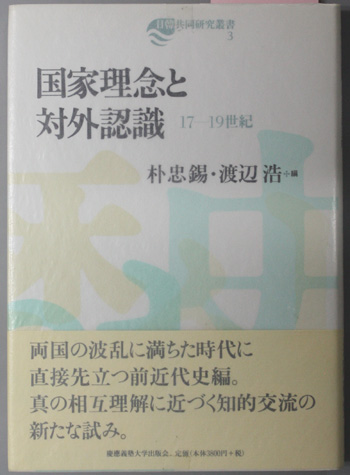 日韓共同研究叢書
3
国家理念と
対外認識 17―19世紀
朴忠錫・渡辺浩 編
両国の波乱に満ちた時代に
直接先立つ前近代史編。
真の相互理解に近づく知的交流の
新たな試み。
慶應義塾大学出版会 定価(本体3800円+税)